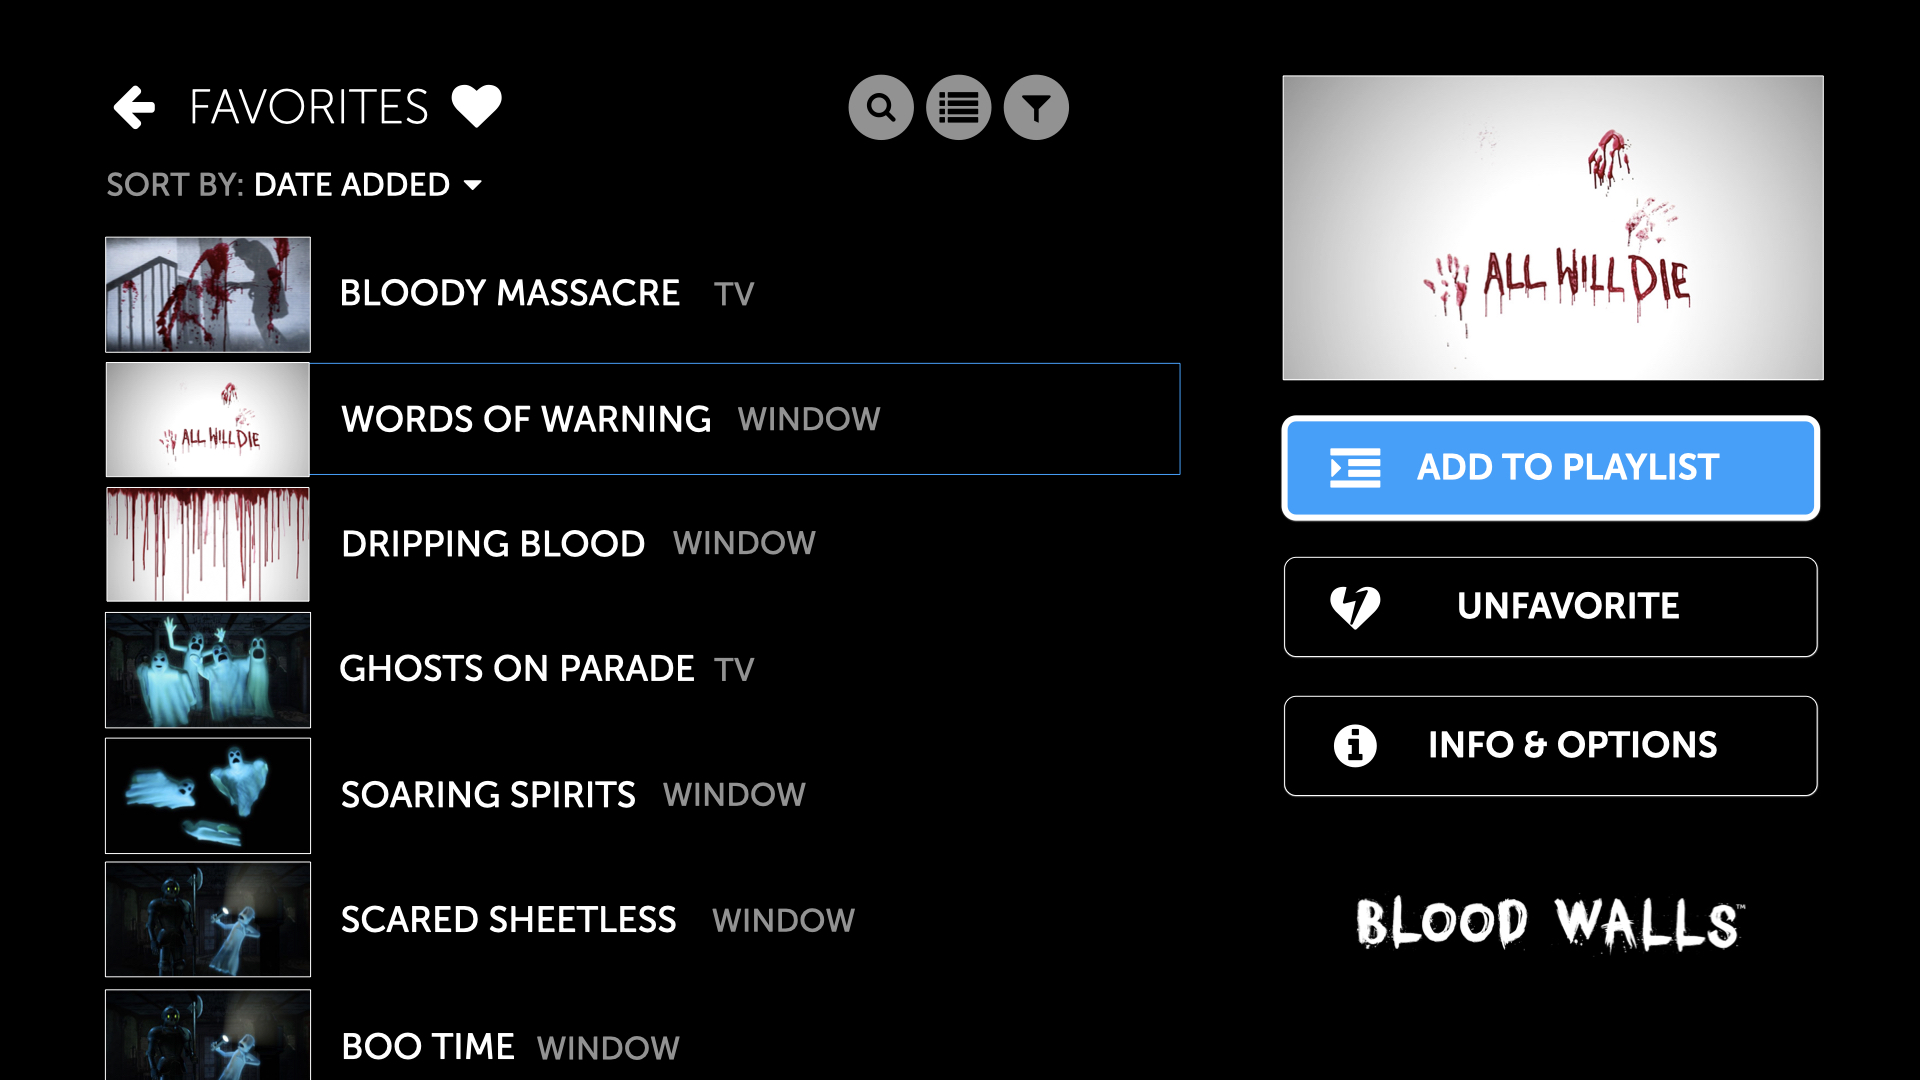 FAVORITES
SORT BY: DATE ADDED
BLOODY MASSACRE TV
ALL WILL DIE
WORDS OF WARNING WINDOW
DRIPPING BLOOD WINDOW
GHOSTS ON PARADE TV
SOARING SPIRITS WINDOW
SCARED SHEETLESS WINDOW
BOO TIME WINDOW
ALL WILL DIE
ADD TO PLAYLIST
UNFAVORITE
INFO & OPTIONS
BLOOD WALLS™